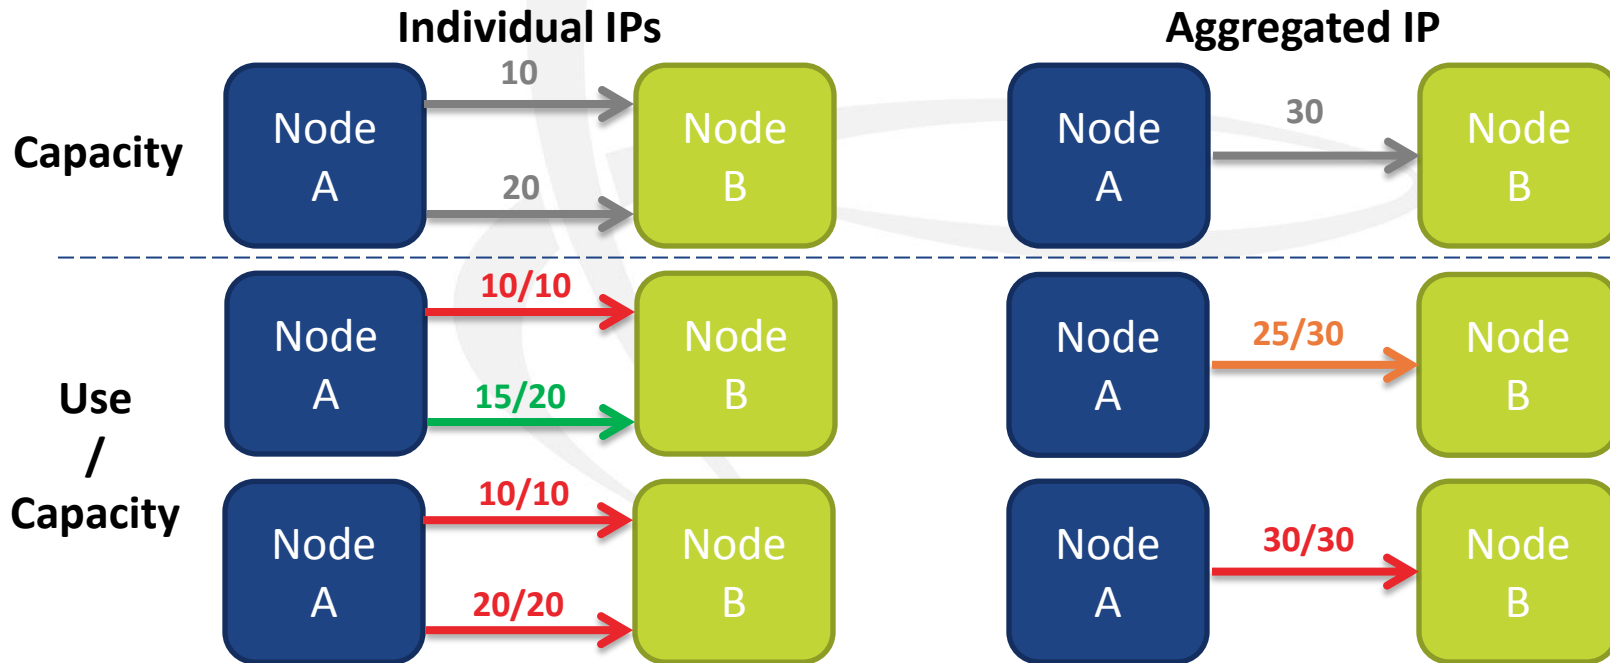 Individual IPs
Aggregated IP
Capacity
Node
A
10
20
Node
B
Node
A
30
Node
B
Use
/
Capacity
Node
A
10/10
15/20
Node
B
Node
A
25/30
Node
B
Node
A
10/10
20/20
Node
B
Node
A
30/30
Node
B